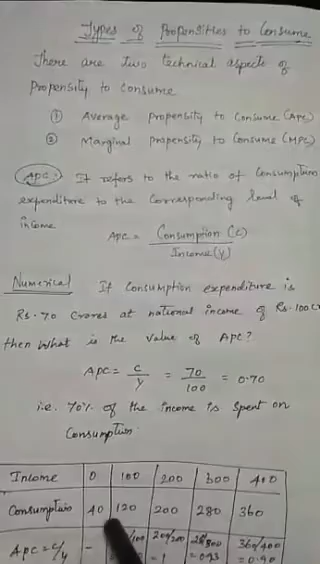 Types of Propensities to Consume
There are two technical aspects of
Propensity to Consume
① Average Propensity to Consume (APC)
② Marginal Propensity to Consume (MPC)
APC: It refers to the ratio of Consumption
expenditure to the Corresponding level of
income
APC = Consumption (C)
Income (Y)
Numerical If Consumption expenditure is
Rs. 70 Crores at national income of Rs. 100 Cr
then what is the value of APC?
APC = C/Y = 70/100 = 0.70
i.e. 70% of the income is spent on
Consumption.
Income 0 100 200 300 400
Consumption 40 120 200 280 360
APC = C/Y - /100 200/200 360/400
= 1 = 0.93 = 0.90